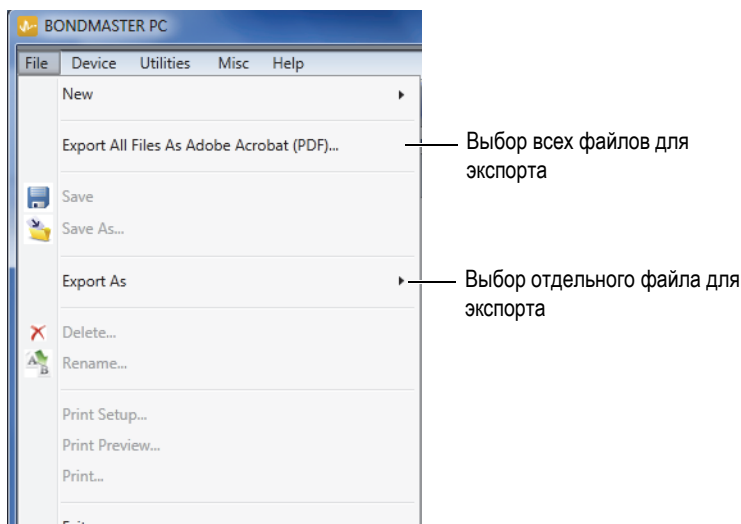 BONDMASTER PC
File Device Utilities Misc Help
New
Export All Files As Adobe Acrobat (PDF)...
Выбор всех файлов для
экспорта
Save
Save As...
Export As
Выбор отдельного файла для
экспорта
Delete...
Rename...
Print Setup...
Print Preview...
Print...